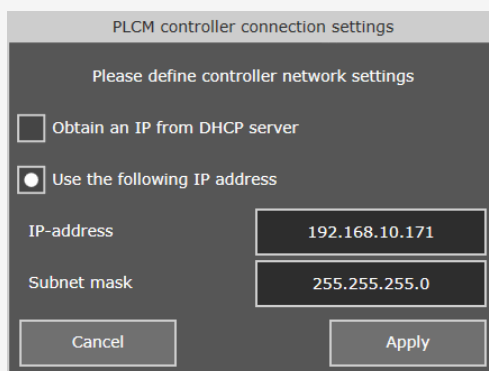 PLCM controller connection settings
Please define controller network settings
Obtain an IP from DHCP server
Use the following IP address
IP-address 192.168.10.171
Subnet mask 255.255.255.0
Cancel Apply